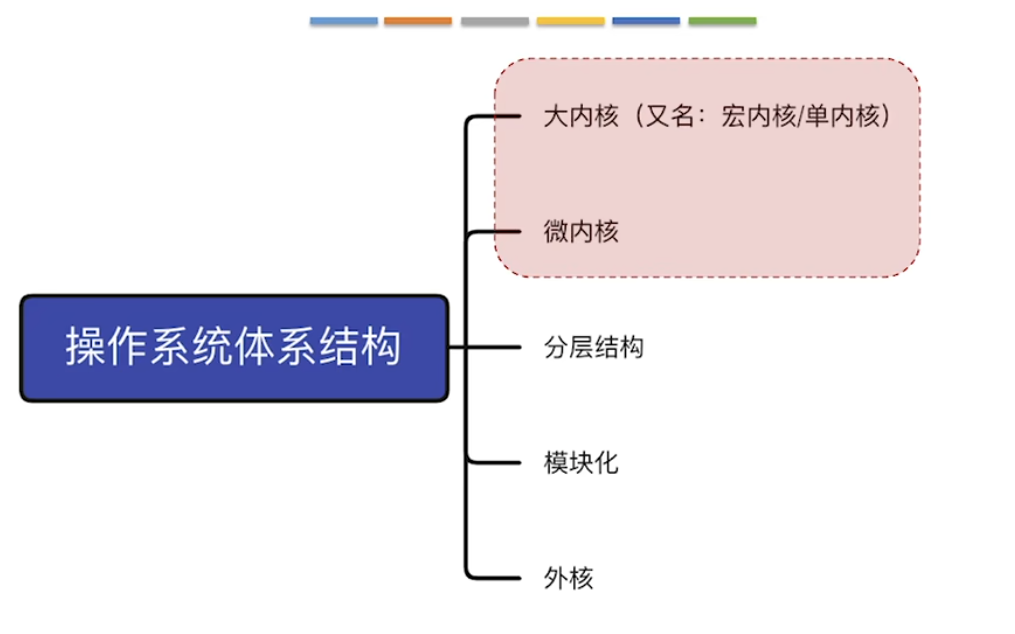 大内核（又名：宏内核/单内核）
微内核
操作系统体系结构
分层结构
模块化
外核